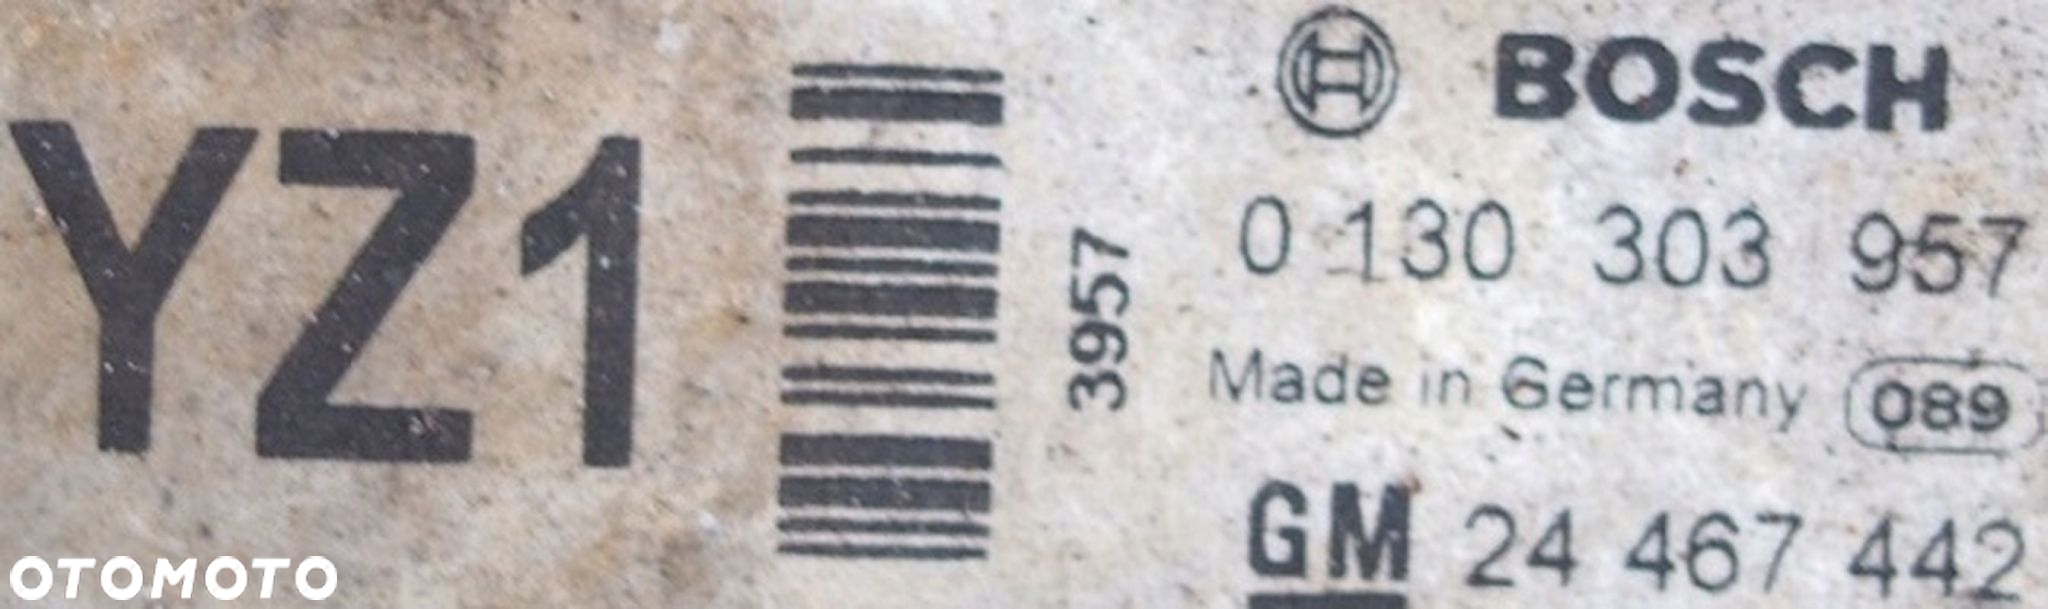 YZ1
3957
BOSCH
0 130 303 957
Made in Germany 089
GM 24 467 442
OTOMOTO